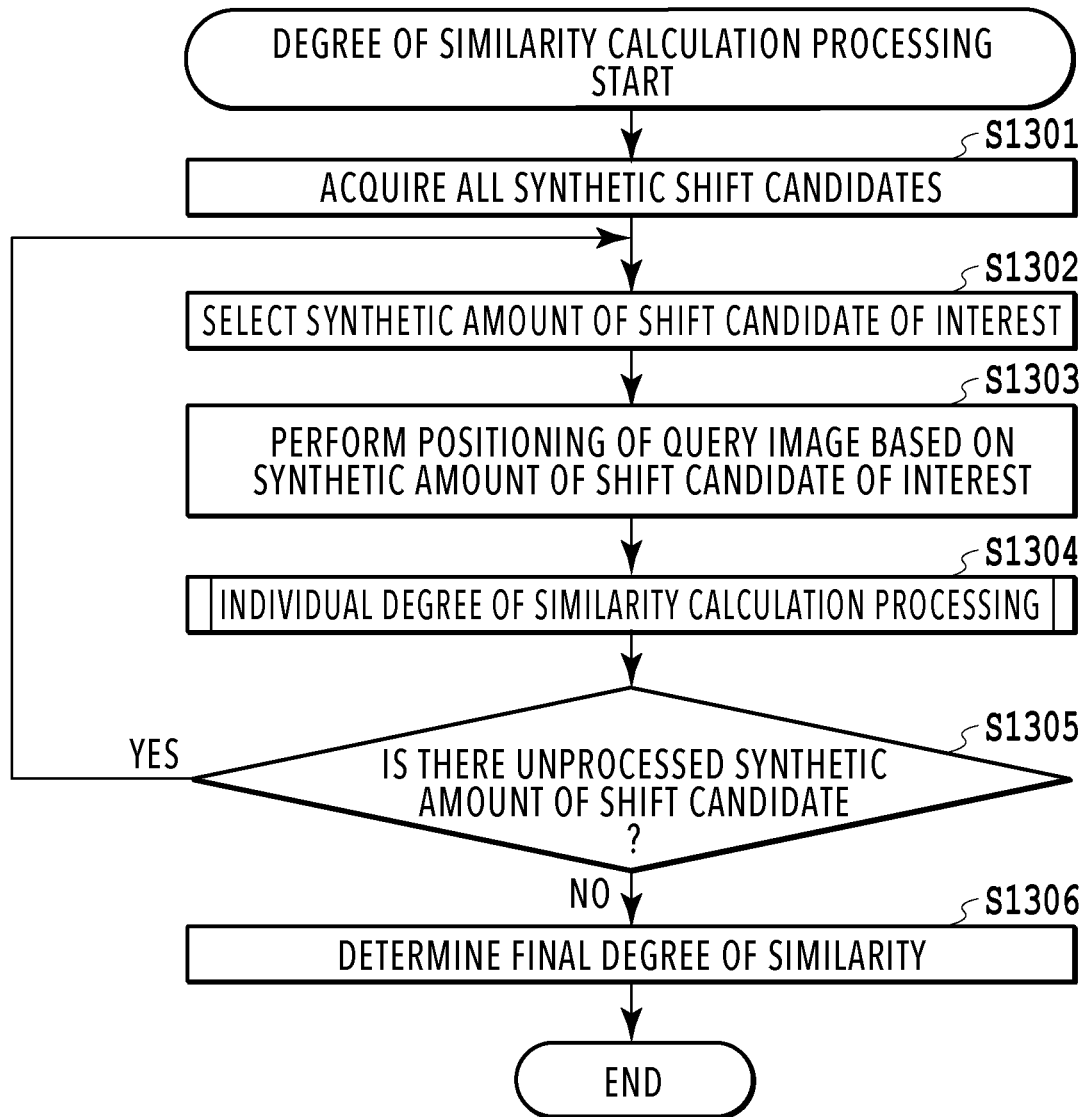 DEGREE OF SIMILARITY CALCULATION PROCESSING
START
S1301
ACQUIRE ALL SYNTHETIC SHIFT CANDIDATES
S1302
SELECT SYNTHETIC AMOUNT OF SHIFT CANDIDATE OF INTEREST
S1303
PERFORM POSITIONING OF QUERY IMAGE BASED ON
SYNTHETIC AMOUNT OF SHIFT CANDIDATE OF INTEREST
S1304
INDIVIDUAL DEGREE OF SIMILARITY CALCULATION PROCESSING
S1305
YES
IS THERE UNPROCESSED SYNTHETIC
AMOUNT OF SHIFT CANDIDATE
?
NO
S1306
DETERMINE FINAL DEGREE OF SIMILARITY
END